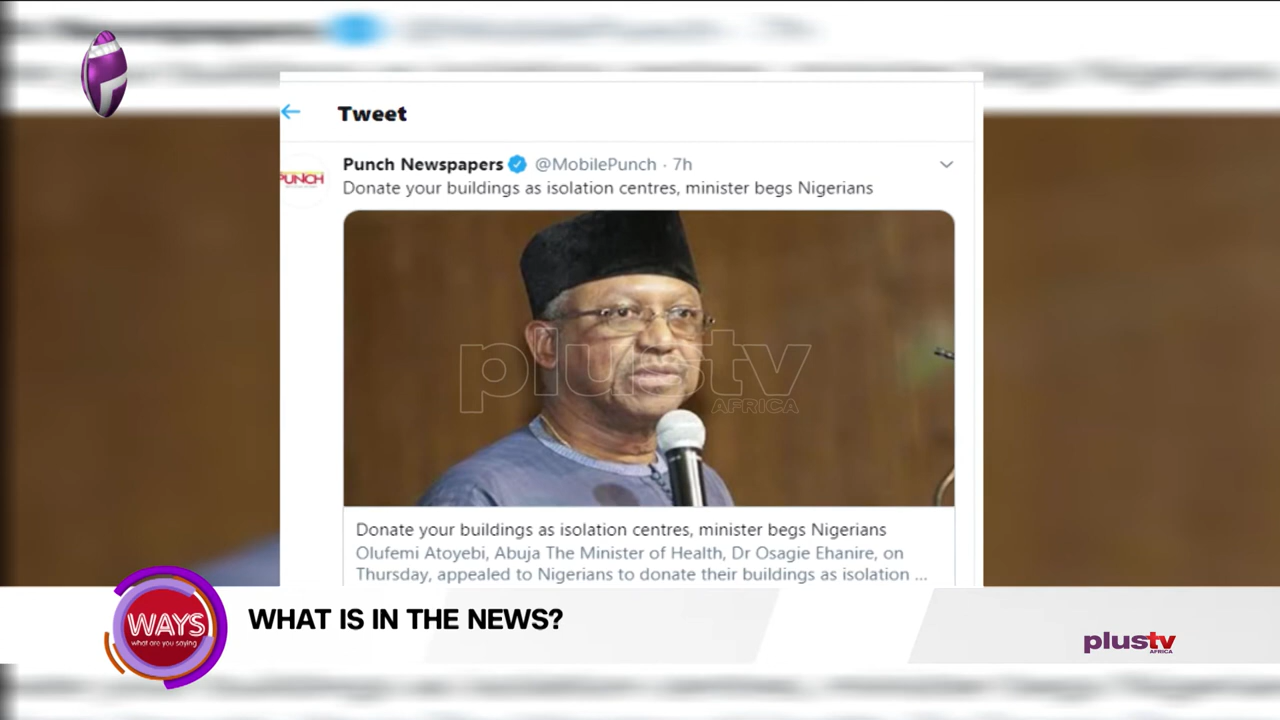 Tweet
Punch Newspapers @MobilePunch · 7h
PUNCH
Donate your buildings as isolation centres, minister begs Nigerians
plustv
AFRICA
Donate your buildings as isolation centres, minister begs Nigerians
Olufemi Atoyebi, Abuja The Minister of Health, Dr Osagie Ehanire, on
Thursday, appealed to Nigerians to donate their buildings as isolation ...
WAYS
what are you saying
WHAT IS IN THE NEWS?
plustv
AFRICA